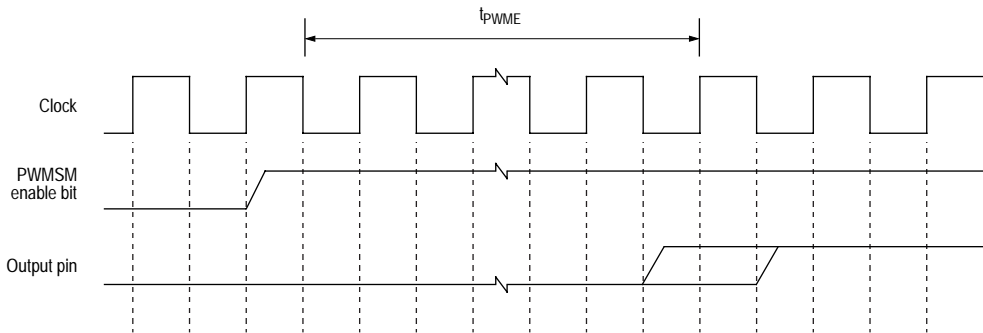 tPWME
Clock
PWMSM
enable bit
Output pin